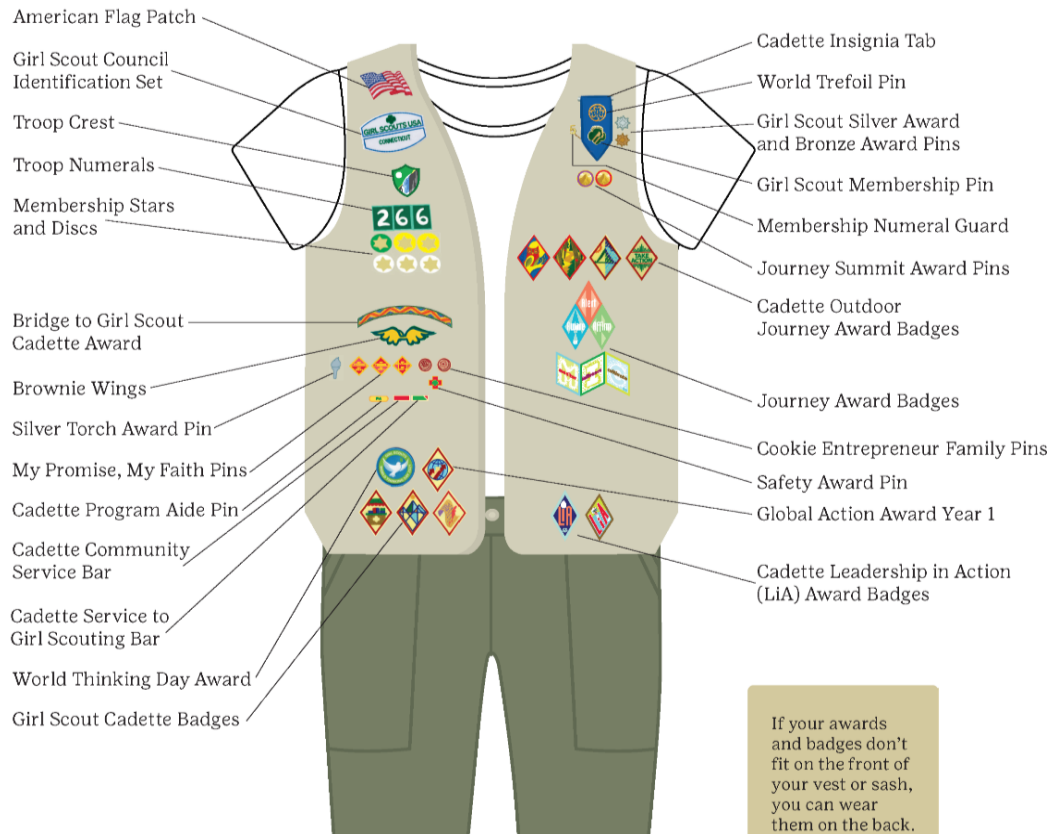 American Flag Patch
Girl Scout Council
Identification Set
Troop Crest
Troop Numerals
Membership Stars
and Discs
Bridge to Girl Scout
Cadette Award
Brownie Wings
Silver Torch Award Pin
My Promise, My Faith Pins
Cadette Program Aide Pin
Cadette Community
Service Bar
Cadette Service to
Girl Scouting Bar
World Thinking Day Award
Girl Scout Cadette Badges
GIRL SCOUTS USA
CONNECTICUT
266
TAKE
ACTION
LiA
Cadette Insignia Tab
World Trefoil Pin
Girl Scout Silver Award
and Bronze Award Pins
Girl Scout Membership Pin
Membership Numeral Guard
Journey Summit Award Pins
Cadette Outdoor
Journey Award Badges
Journey Award Badges
Cookie Entrepreneur Family Pins
Safety Award Pin
Global Action Award Year 1
Cadette Leadership in Action
(LiA) Award Badges
If your awards
and badges don't
fit on the front of
your vest or sash,
you can wear
them on the back.